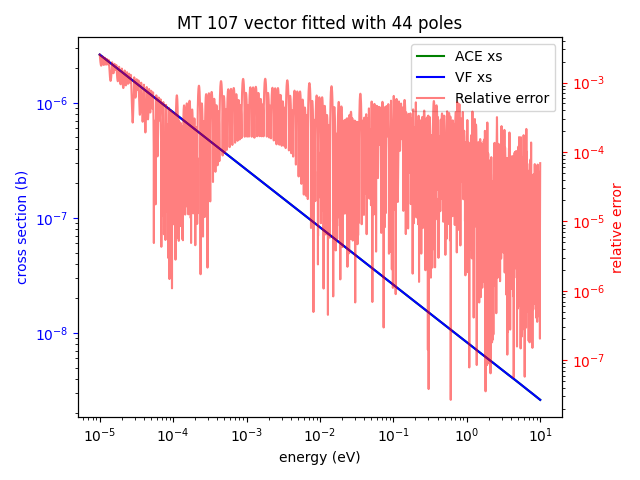 MT 107 vector fitted with 44 poles
ACE xs
VF xs
Relative error
cross section (b)
10⁻⁶
10⁻⁷
10⁻⁸
10⁻³
10⁻⁴
10⁻⁵
10⁻⁶
10⁻⁷
relative error
10⁻⁵ 10⁻⁴ 10⁻³ 10⁻² 10⁻¹ 10⁰ 10¹
energy (eV)